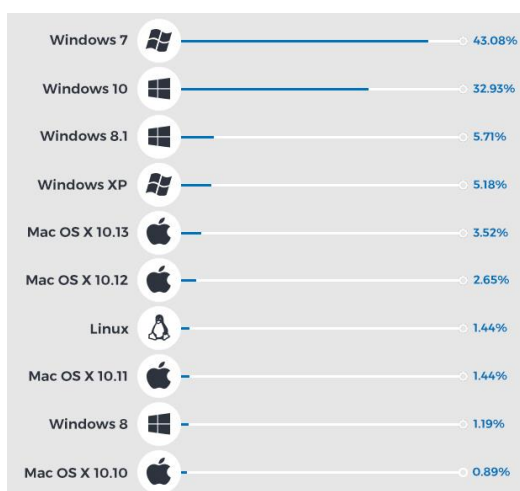 Windows 7 43.08%
Windows 10 32.93%
Windows 8.1 5.71%
Windows XP 5.18%
Mac OS X 10.13 3.52%
Mac OS X 10.12 2.65%
Linux 1.44%
Mac OS X 10.11 1.44%
Windows 8 1.19%
Mac OS X 10.10 0.89%